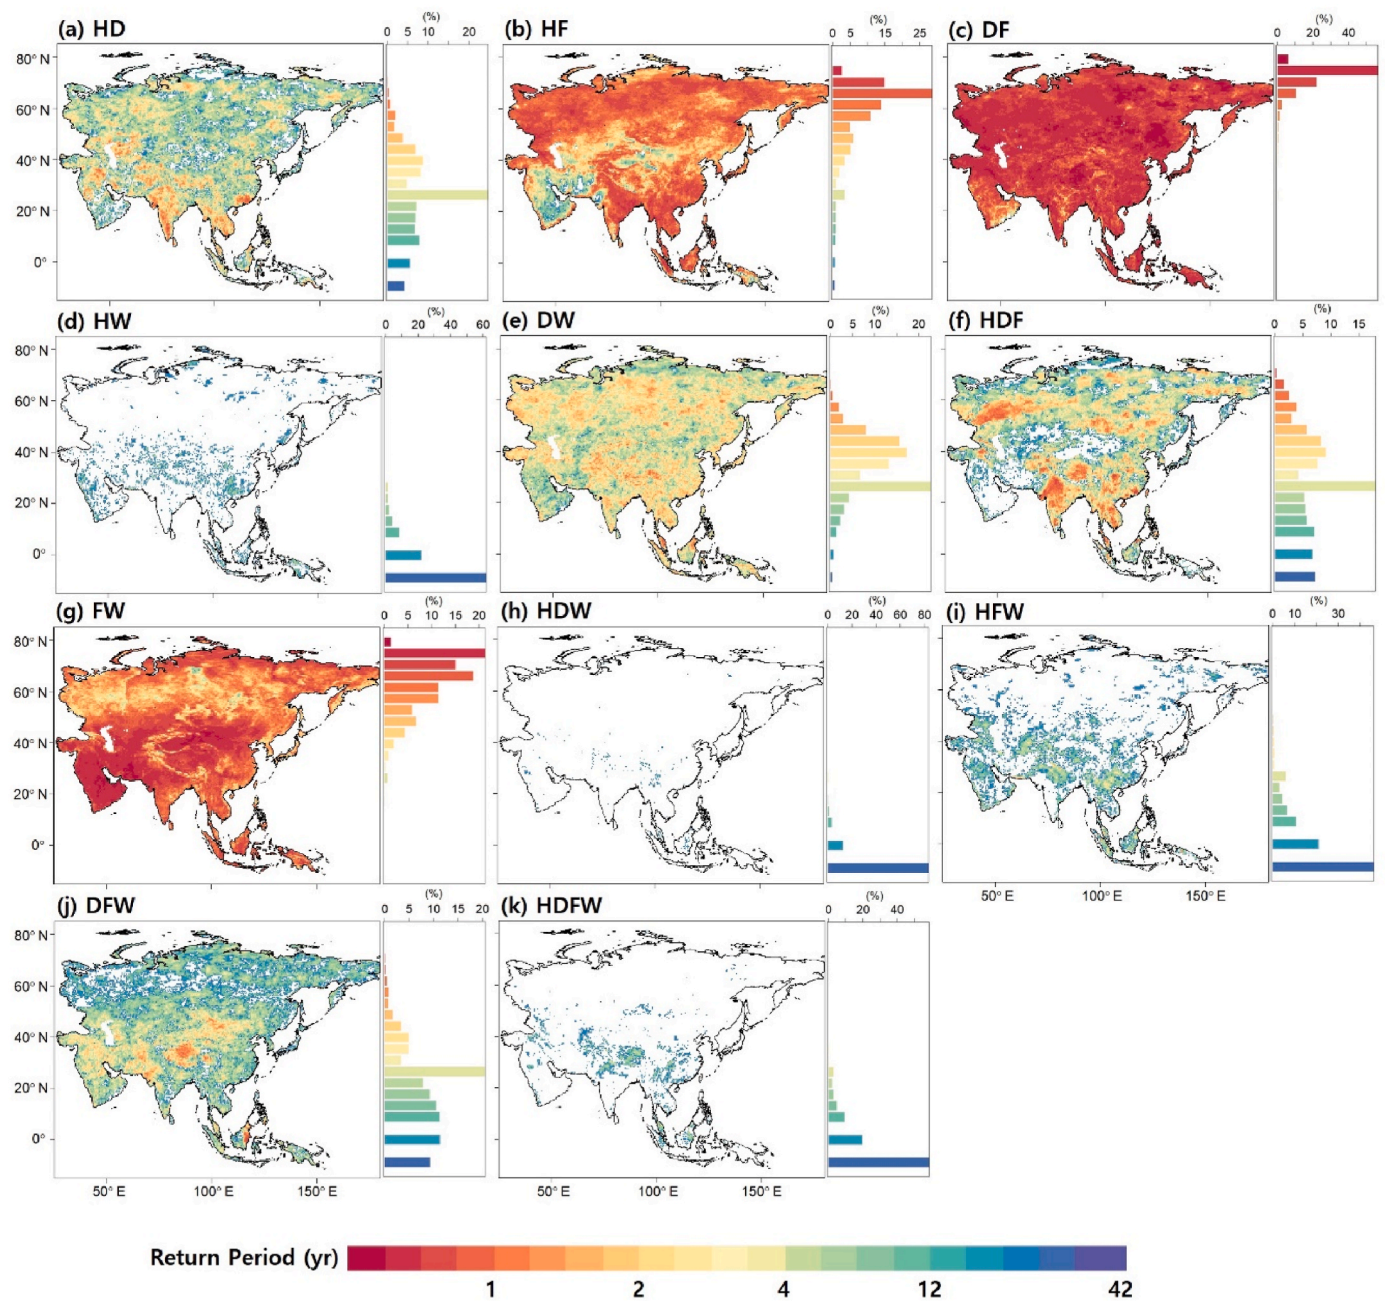 (a) HD
(%)
0 5 10 20
(b) HF
(%)
0 5 15 25
(c) DF
(%)
0 20 40
80° N
60° N
40° N
20° N
0°
(d) HW
(%)
0 20 40 60
(e) DW
(%)
0 5 10 20
(f) HDF
(%)
0 5 10 15
80° N
60° N
40° N
20° N
0°
(g) FW
(%)
0 5 10 15 20
(h) HDW
(%)
0 20 40 60 80
(i) HFW
(%)
0 10 30
80° N
60° N
40° N
20° N
0°
50° E 100° E 150° E
(j) DFW
(%)
0 5 10 15 20
(k) HDFW
(%)
0 20 40
80° N
60° N
40° N
20° N
0°
50° E 100° E 150° E
50° E 100° E 150° E
Return Period (yr)
1 2 4 12 42